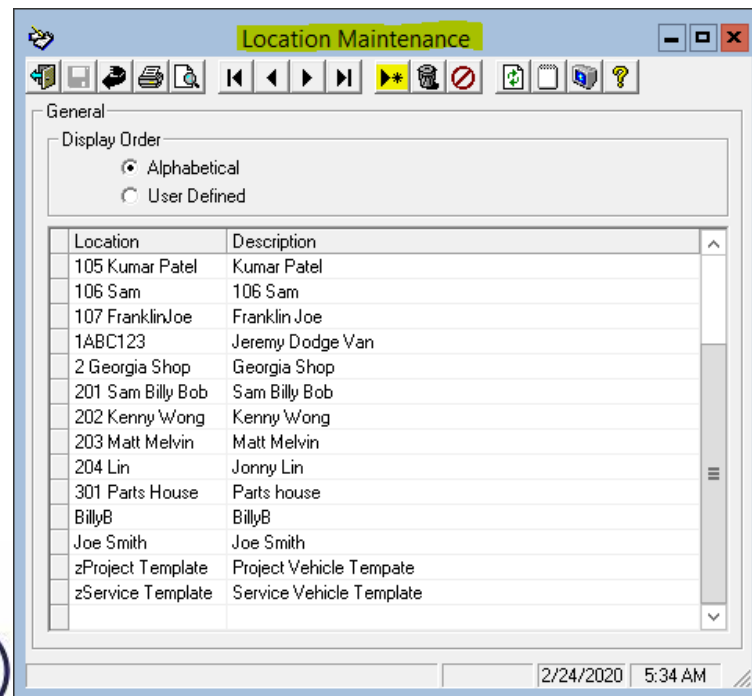 Location Maintenance
General
Display Order
Alphabetical
User Defined
Location Description
105 Kumar Patel Kumar Patel
106 Sam 106 Sam
107 FranklinJoe Franklin Joe
1ABC123 Jeremy Dodge Van
2 Georgia Shop Georgia Shop
201 Sam Billy Bob Sam Billy Bob
202 Kenny Wong Kenny Wong
203 Matt Melvin Matt Melvin
204 Lin Jonny Lin
301 Parts House Parts house
BillyB BillyB
Joe Smith Joe Smith
zProject Template Project Vehicle Tempate
zService Template Service Vehicle Template
2/24/2020 5:34 AM